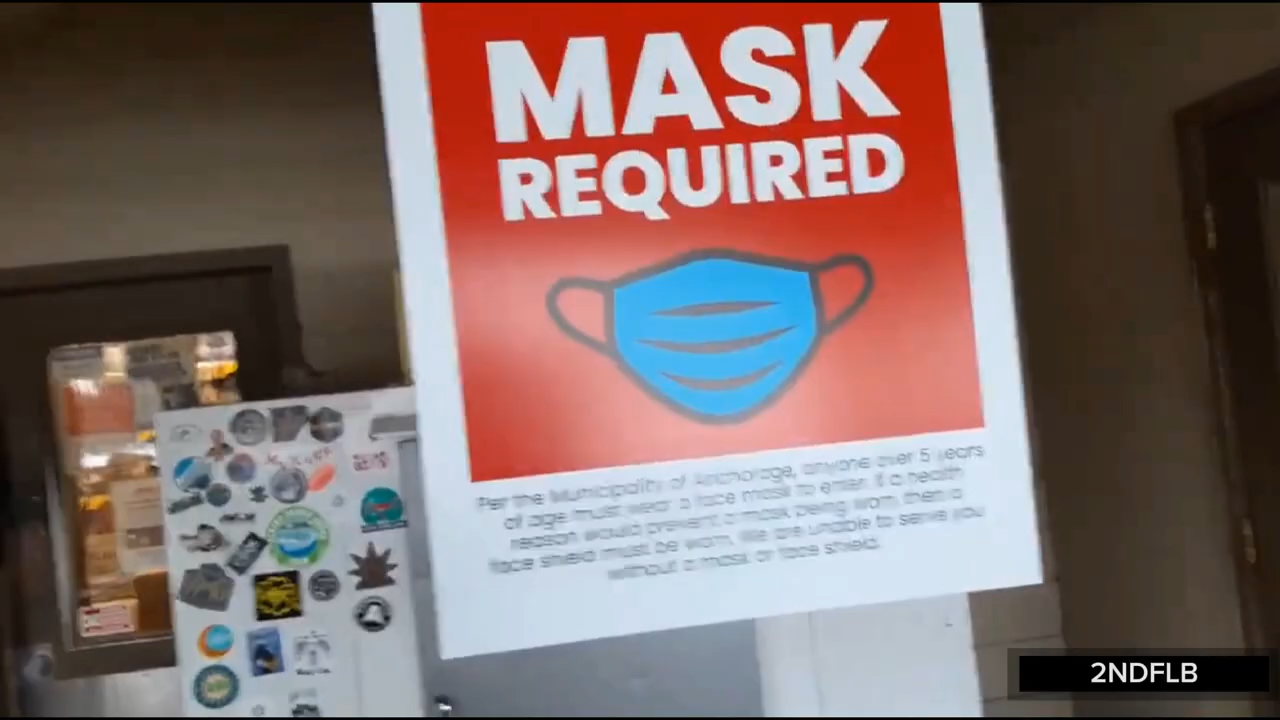 MASK
REQUIRED
Per the Municipality of Anchorage, anyone over 5 years
of age must wear a face mask to enter. If a health
reason would prevent a mask being worn, then a
face shield must be worn. We are unable to serve you
without a mask or face shield.
2NDFLB